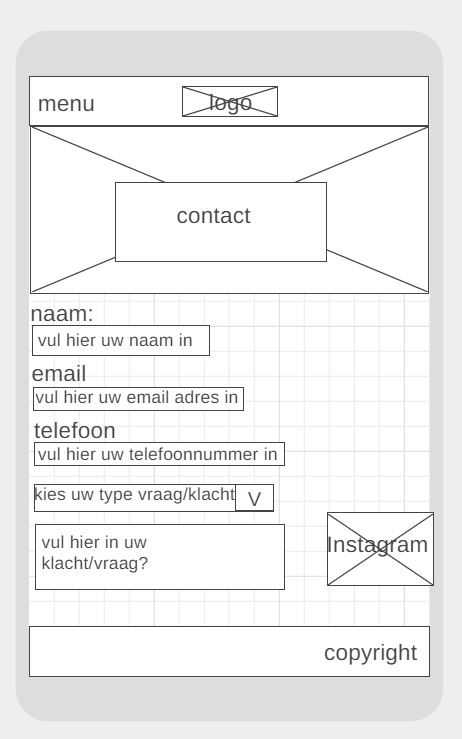 menu
logo
contact
naam:
vul hier uw naam in
email
vul hier uw email adres in
telefoon
vul hier uw telefoonnummer in
kies uw type vraag/klacht V
vul hier in uw
klacht/vraag?
Instagram
copyright